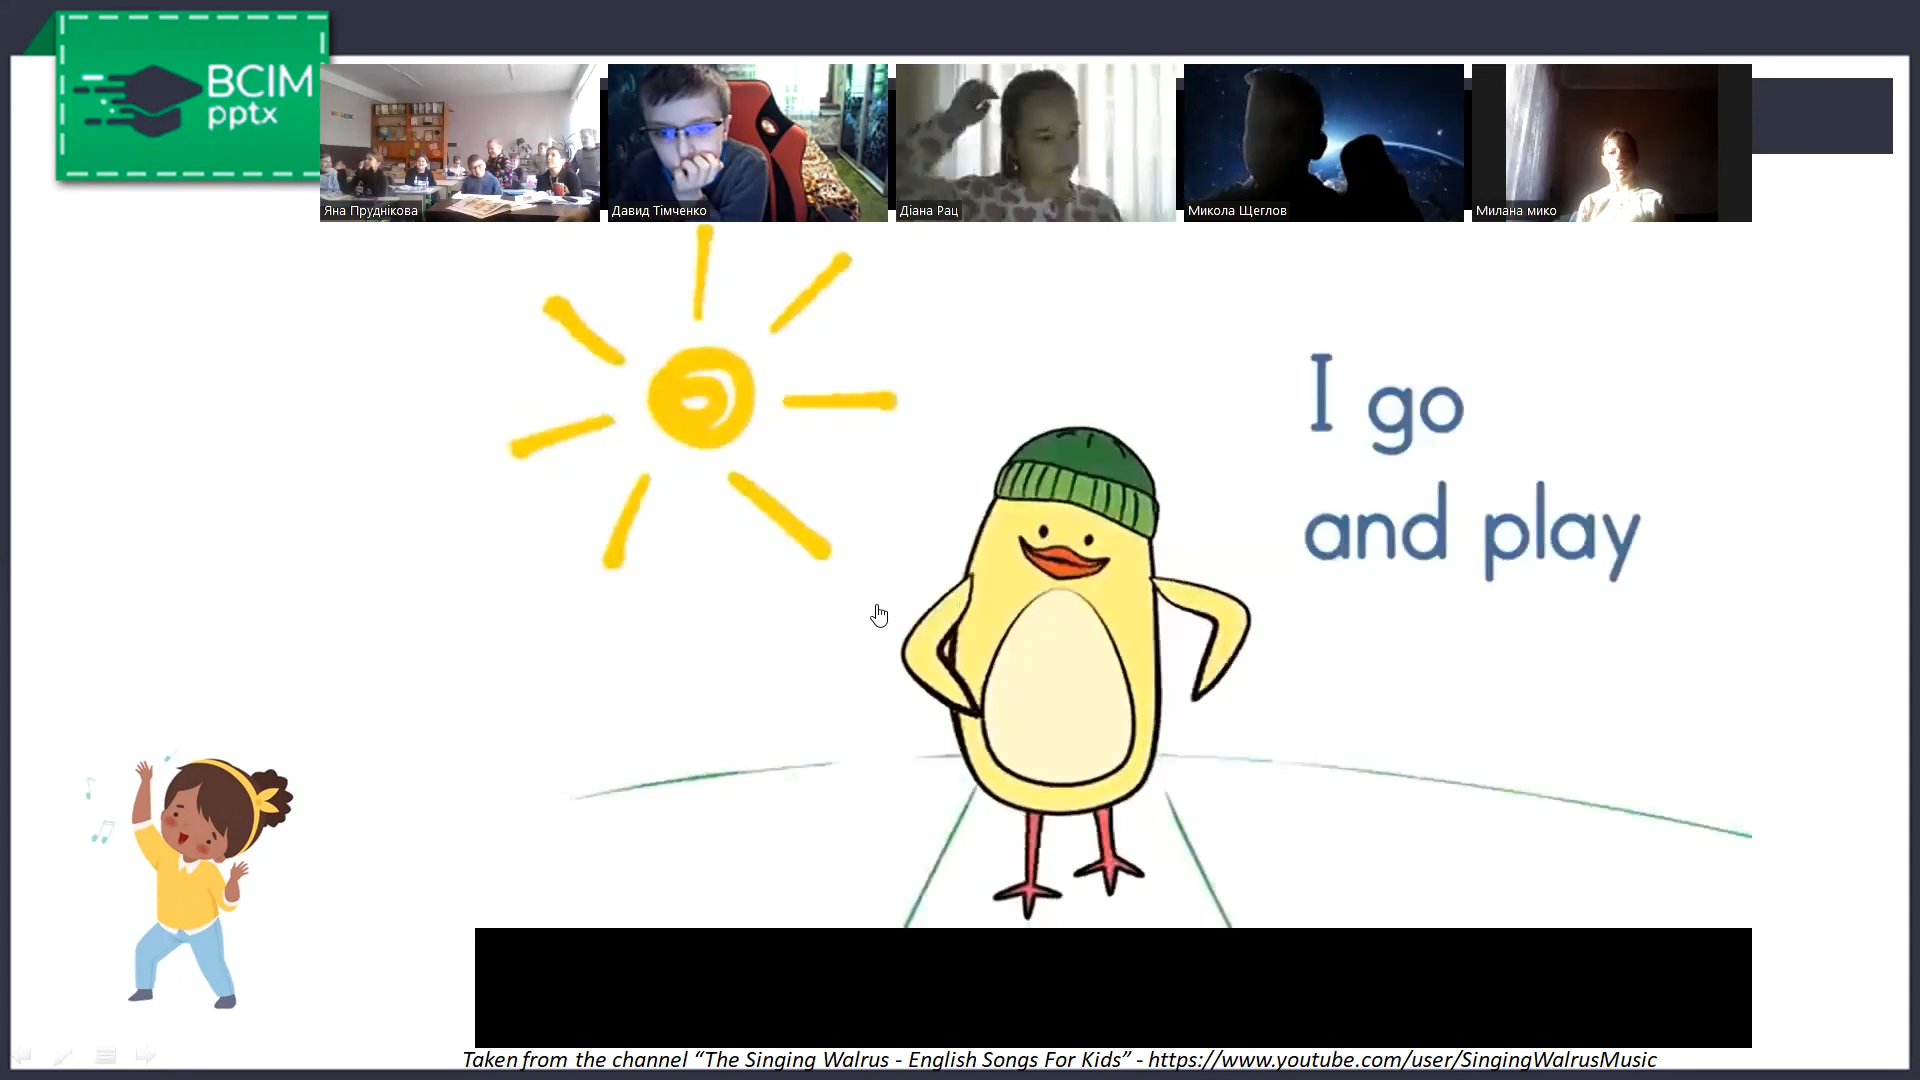 BCIM
pptx
Яна Пруднікова
Давид Тімченко
Діана Рац
Микола Щеглов
Милана мико
I go
and play
Taken from the channel “The Singing Walrus - English Songs For Kids” - https://www.youtube.com/user/SingingWalrusMusic